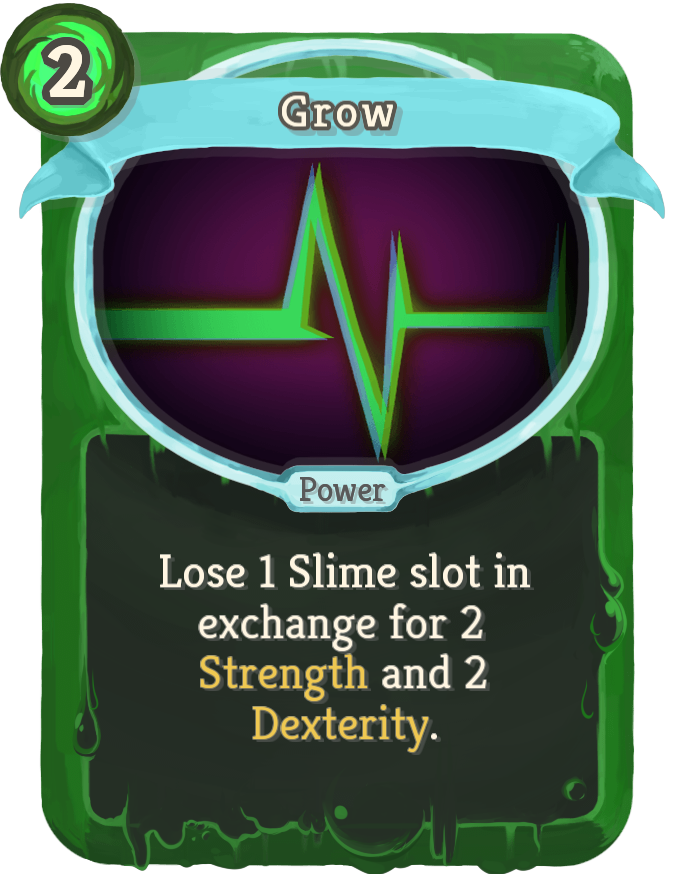 2
Grow
Power
Lose 1 Slime slot in
exchange for 2
Strength and 2
Dexterity.